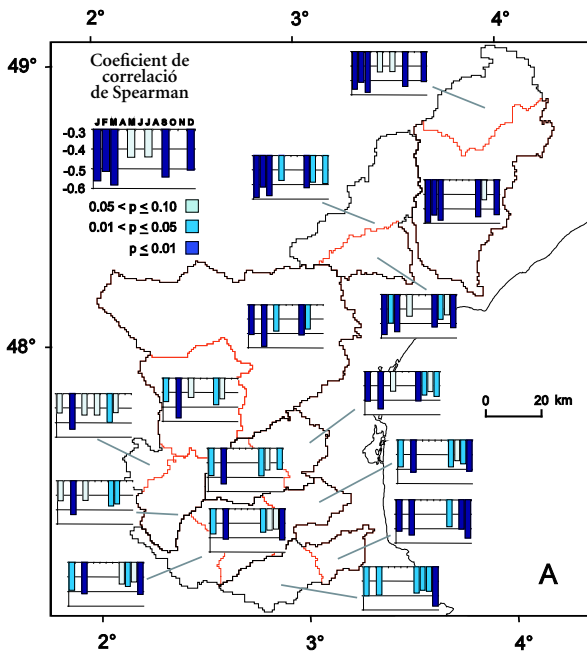 2° 3° 4°
49°
Coeficient de
correlació
de Spearman
J F M A M J J A S O N D
-0.3
-0.4
-0.5
-0.6
0.05 < p ≤ 0.10
0.01 < p ≤ 0.05
p ≤ 0.01
48°
0 20 km
A
2° 3° 4°